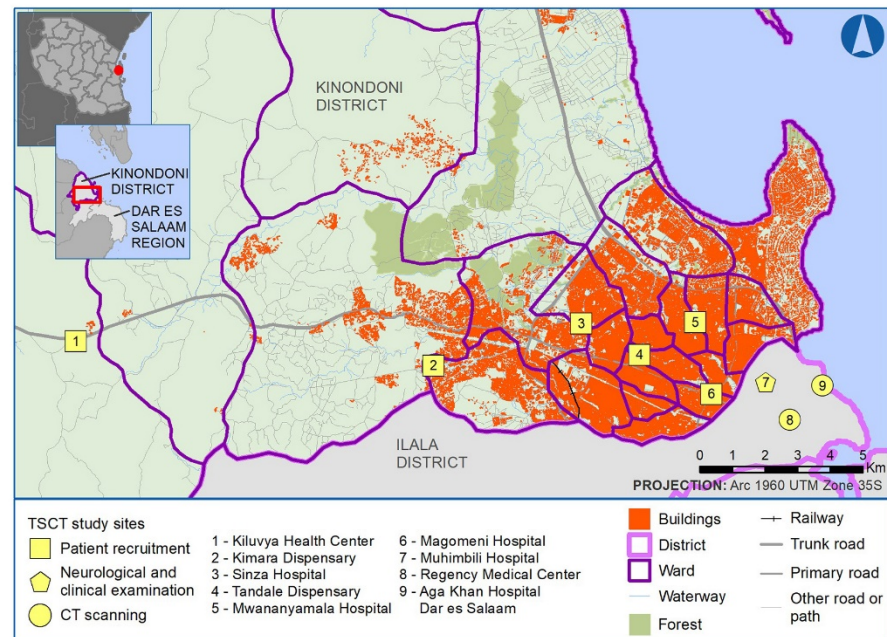 KINONDONI
DISTRICT
KINONDONI
DISTRICT
DAR ES
SALAAM
REGION
1
2
3
4
5
6
7
8
9
ILALA
DISTRICT
0 1 2 3 4 5
Km
PROJECTION: Arc 1960 UTM Zone 35S
TSCT study sites
Patient recruitment
Neurological and
clinical examination
CT scanning
1 - Kiluvya Health Center
2 - Kimara Dispensary
3 - Sinza Hospital
4 - Tandale Dispensary
5 - Mwananyamala Hospital
6 - Magomeni Hospital
7 - Muhimbili Hospital
8 - Regency Medical Center
9 - Aga Khan Hospital
Dar es Salaam
Buildings
District
Ward
Waterway
Forest
Railway
Trunk road
Primary road
Other road or
path